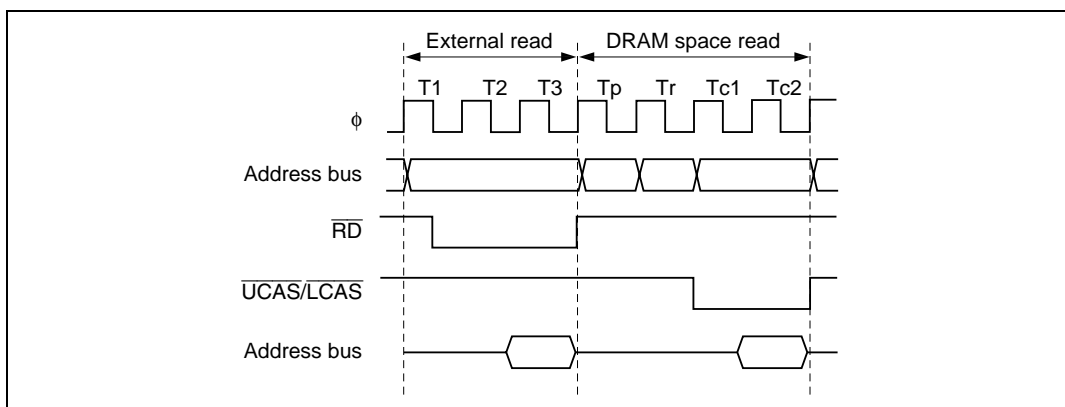 External read DRAM space read
T1 T2 T3 Tp Tr Tc1 Tc2
ϕ
Address bus
RD
UCAS/LCAS
Address bus